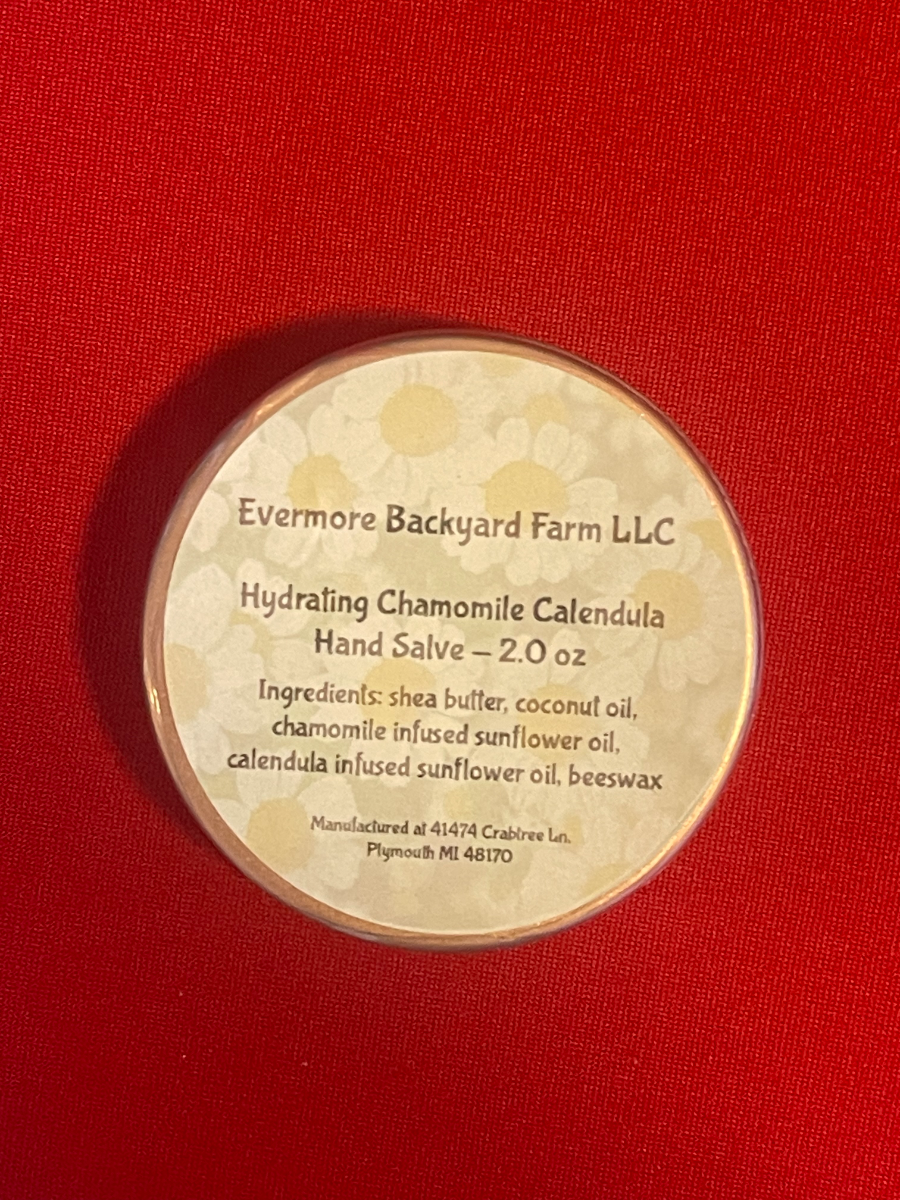 Evermore Backyard Farm LLC
Hydrating Chamomile Calendula
Hand Salve – 2.0 oz
Ingredients: shea butter, coconut oil,
chamomile infused sunflower oil,
calendula infused sunflower oil, beeswax
Manufactured at 41474 Crabtree Ln.
Plymouth MI 48170